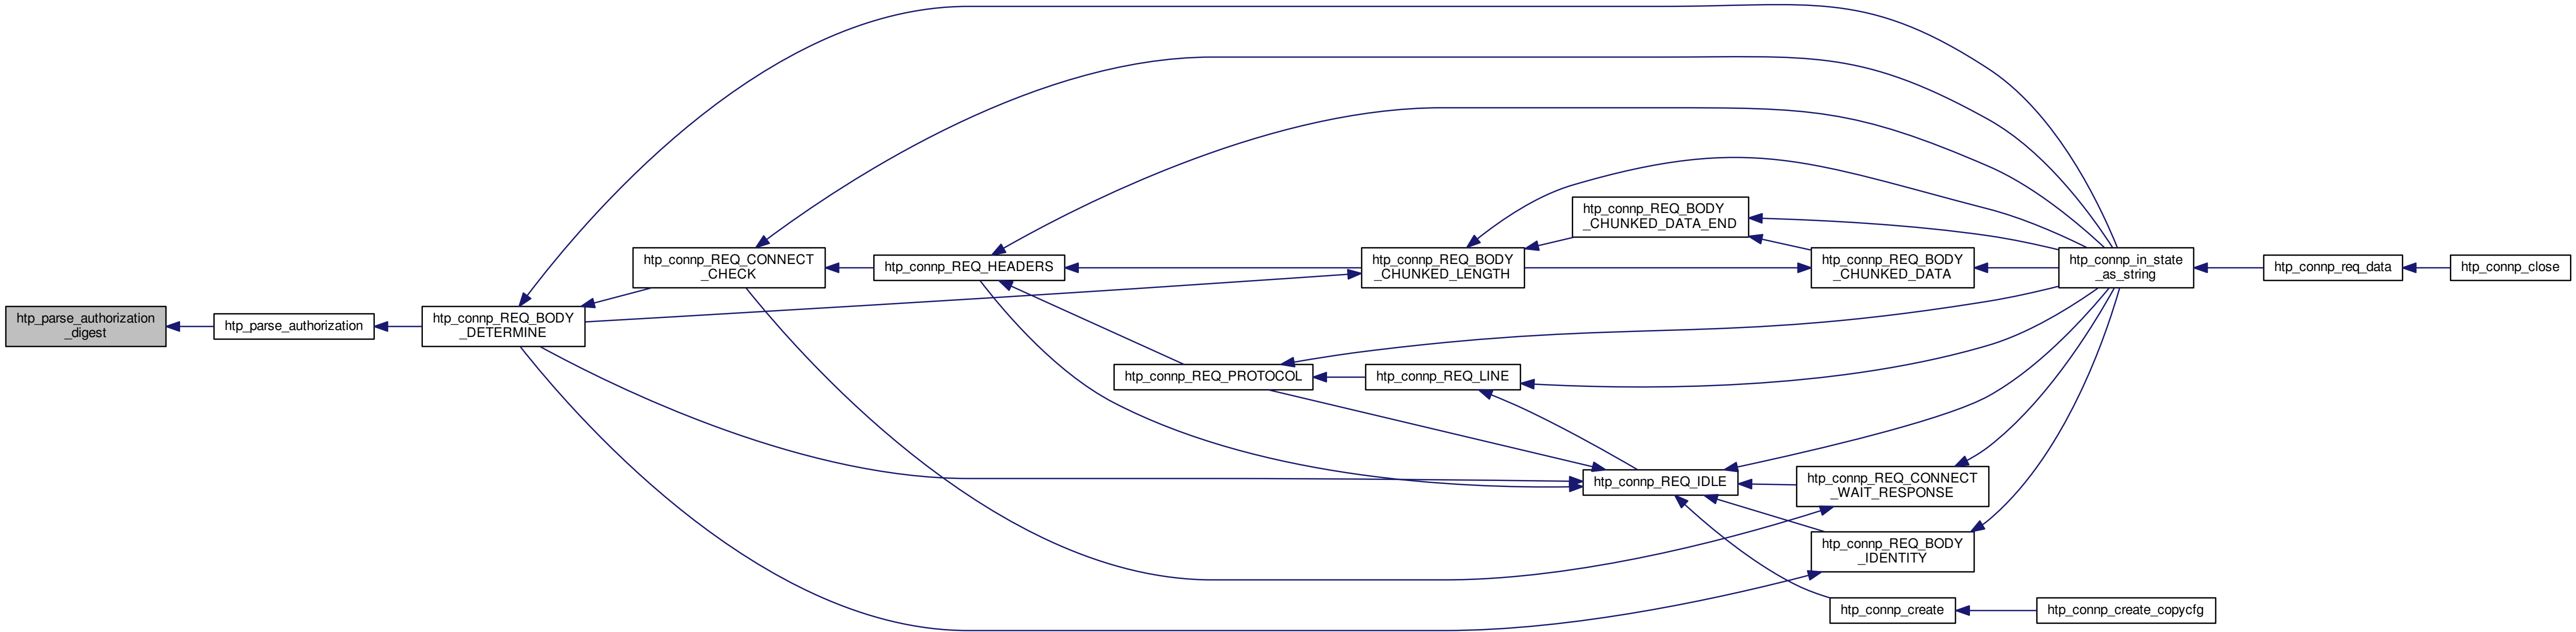 htp_parse_authorization
_digest
htp_parse_authorization
htp_connp_REQ_BODY
_DETERMINE
htp_connp_REQ_CONNECT
_CHECK
htp_connp_REQ_HEADERS
htp_connp_REQ_PROTOCOL
htp_connp_REQ_BODY
_CHUNKED_LENGTH
htp_connp_REQ_LINE
htp_connp_REQ_BODY
_CHUNKED_DATA_END
htp_connp_REQ_IDLE
htp_connp_REQ_BODY
_CHUNKED_DATA
htp_connp_REQ_CONNECT
_WAIT_RESPONSE
htp_connp_REQ_BODY
_IDENTITY
htp_connp_create
htp_connp_in_state
_as_string
htp_connp_create_copycfg
htp_connp_req_data
htp_connp_close